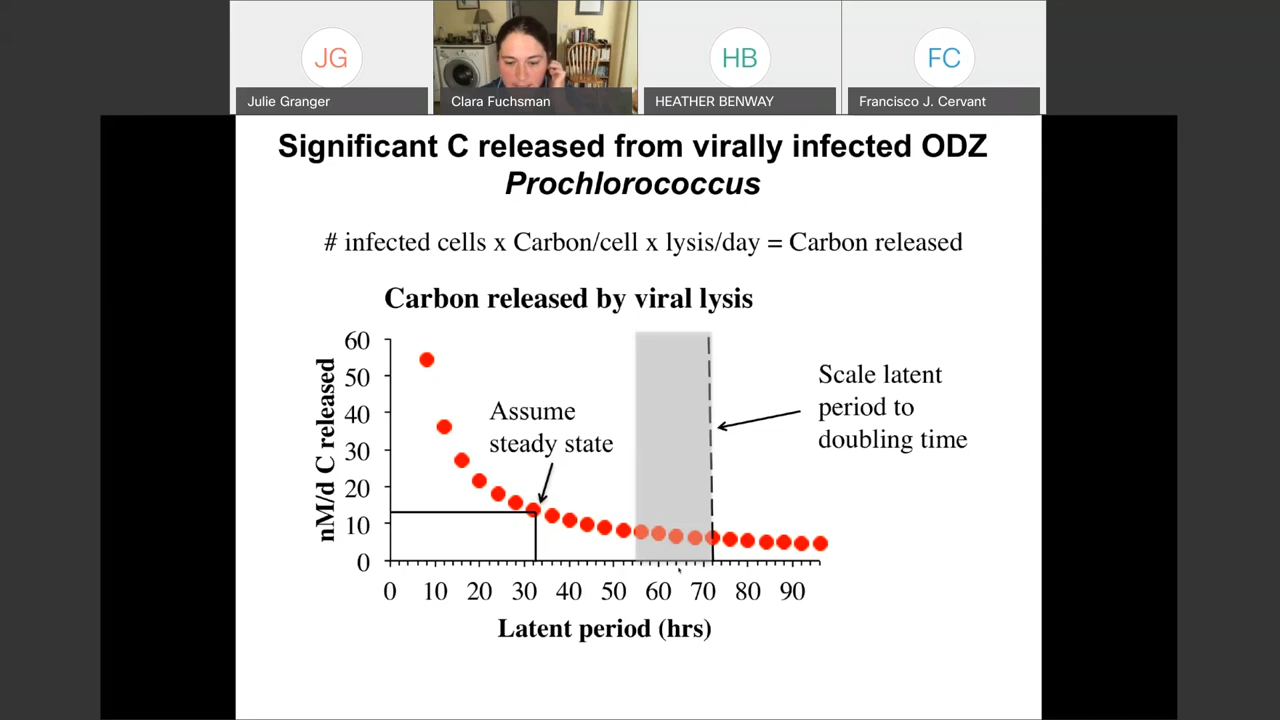 JG
HB
FC
Julie Granger
Clara Fuchsman
HEATHER BENWAY
Francisco J. Cervant
Significant C released from virally infected ODZ
Prochlorococcus
# infected cells x Carbon/cell x lysis/day = Carbon released
Carbon released by viral lysis
nM/d C released
60
50
40
30
20
10
0
Assume
steady state
Scale latent
period to
doubling time
0 10 20 30 40 50 60 70 80 90
Latent period (hrs)